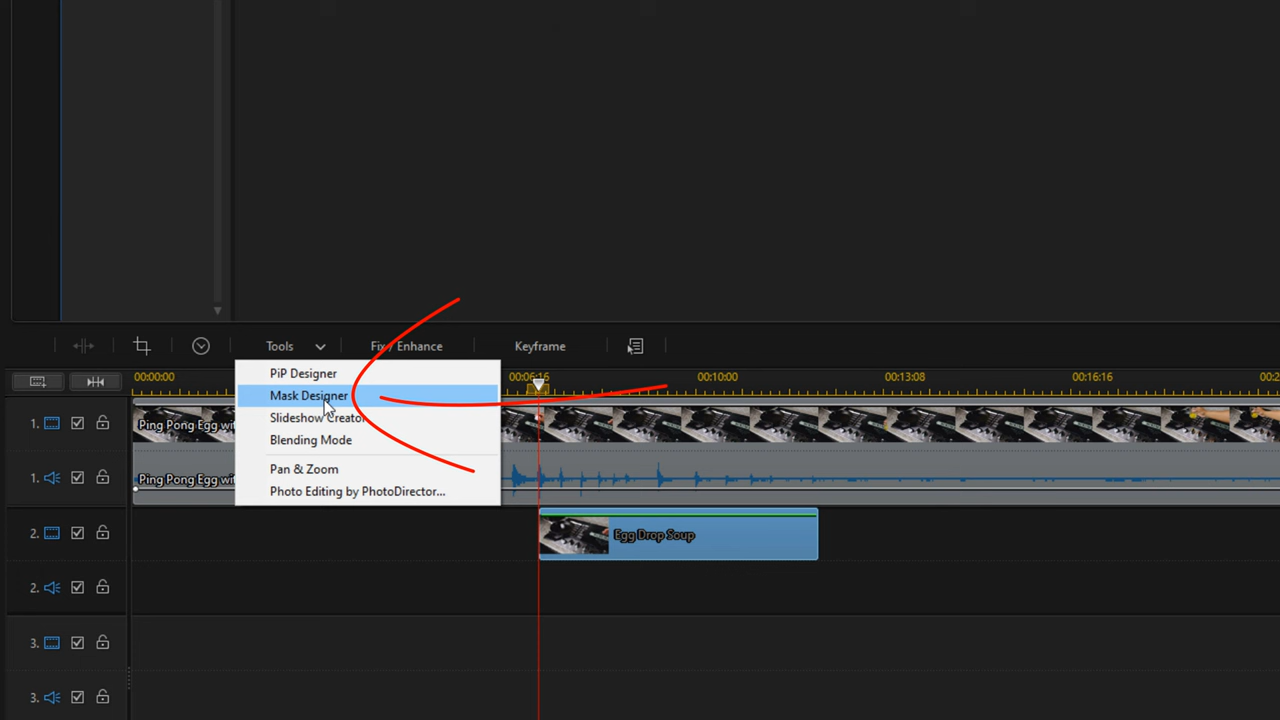 Tools
Fix / Enhance
Keyframe
PiP Designer
Mask Designer
Slideshow Creator
Blending Mode
Pan & Zoom
Photo Editing by PhotoDirector...
00:00:00
00:06:16
00:10:00
00:13:08
00:16:16
1.
Ping Pong Egg wit
1.
Ping Pong Egg wit
2.
Egg Drop Soup
2.
3.
3.